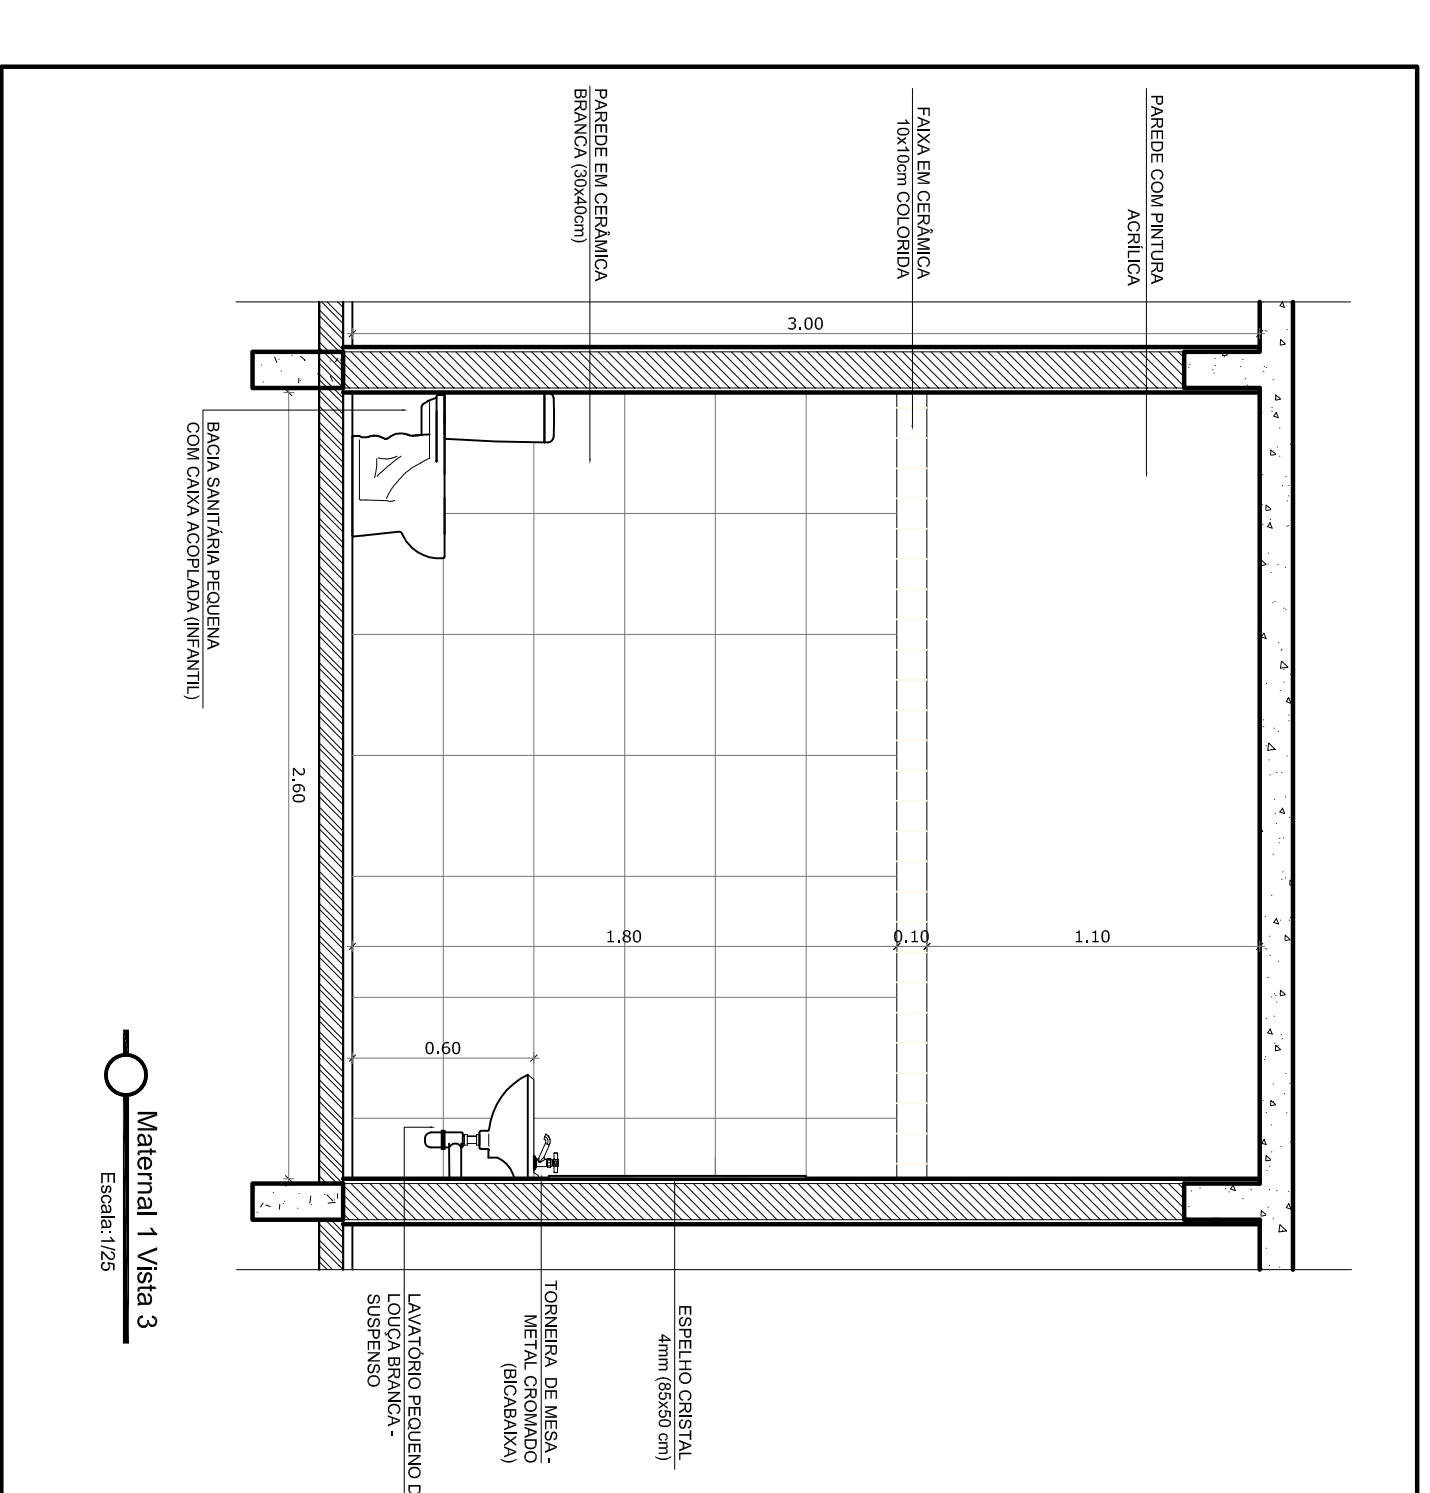 PAREDE COM PINTURA
ACRÍLICA
FAIXA EM CERÂMICA
10x10cm COLORIDA
PAREDE EM CERÂMICA
BRANCA (30x40cm)
3.00
1.80
0.10
1.10
0.60
2.60
BACIA SANITÁRIA PEQUENA
COM CAIXA ACOPLADA (INFANTIL)
ESPELHO CRISTAL
4mm (85x50 cm)
TORNEIRA DE MESA -
METAL CROMADO
(BICABAIXA)
LAVATÓRIO PEQUENO D
LOUÇA BRANCA -
SUSPENSO
Maternal 1 Vista 3
Escala:1/25